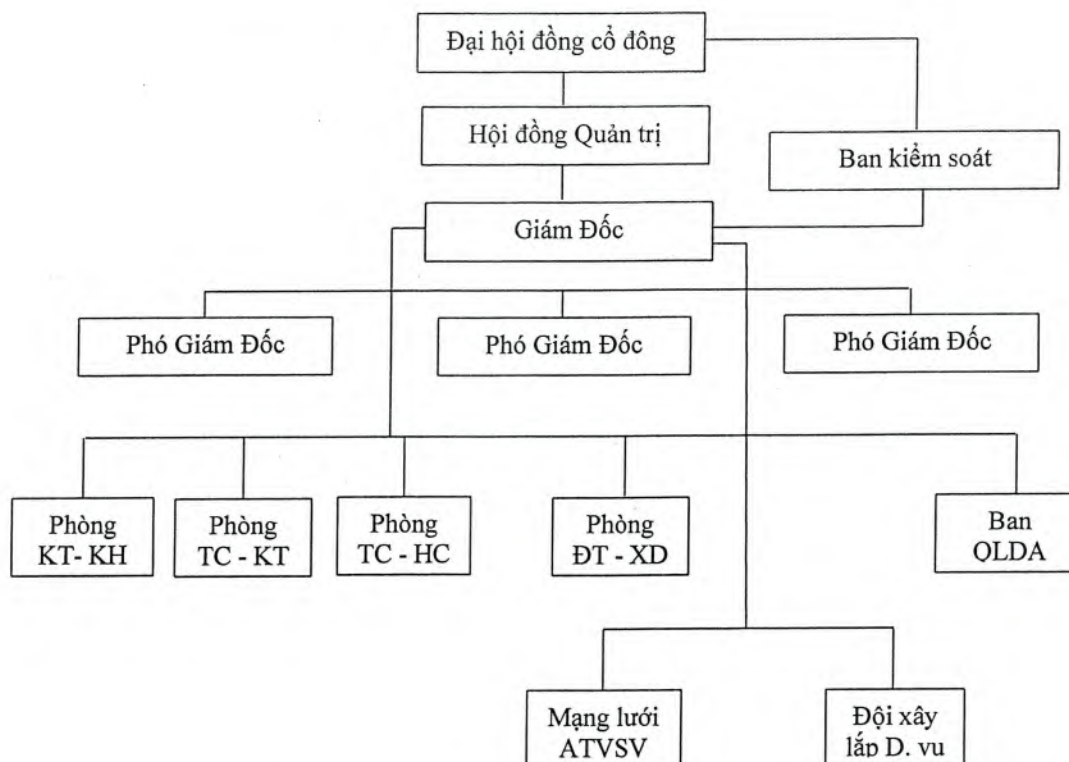 Đại hội đồng cổ đông
Hội đồng Quản trị
Ban kiểm soát
Giám Đốc
Phó Giám Đốc
Phó Giám Đốc
Phó Giám Đốc
Phòng
KT- KH
Phòng
TC - KT
Phòng
TC - HC
Phòng
ĐT - XD
Ban
QLDA
Mạng lưới
ATVSV
Đội xây
lắp D. vu